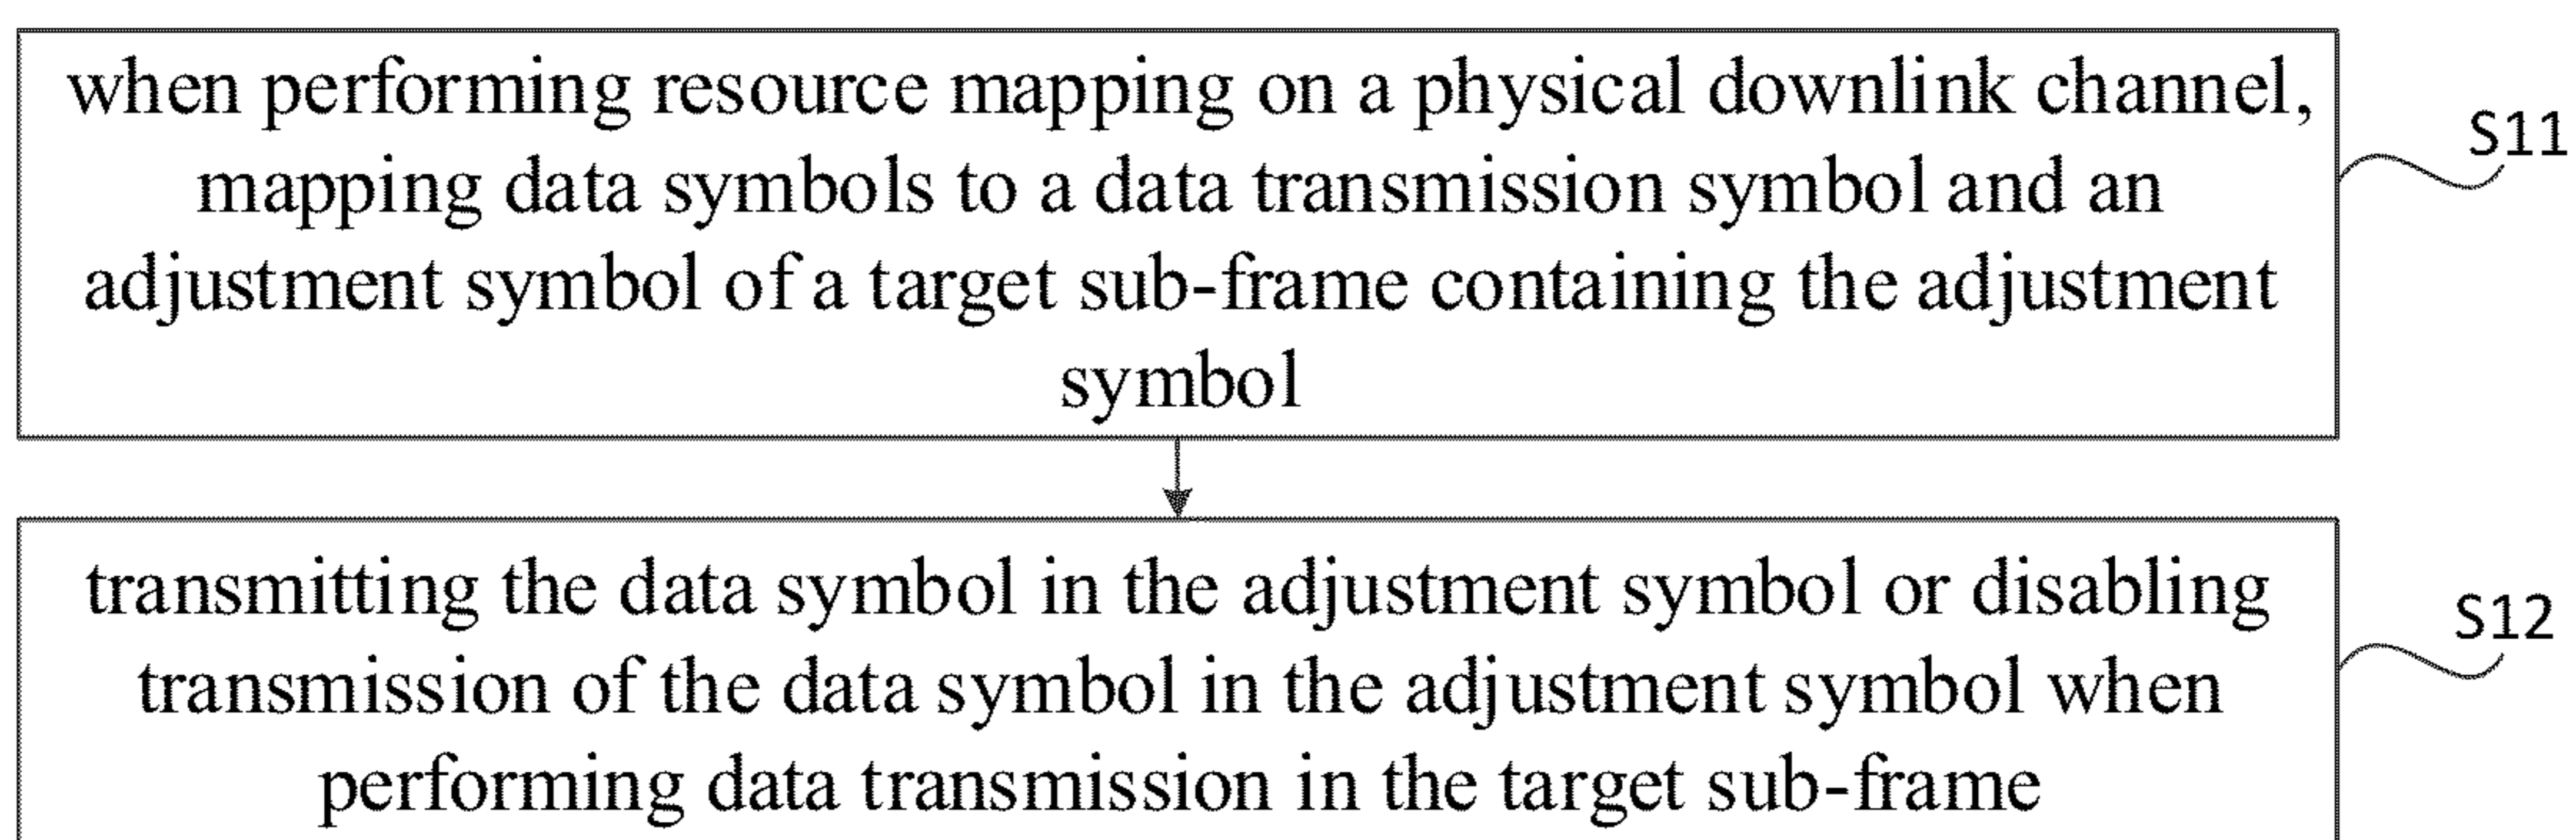 when performing resource mapping on a physical downlink channel,
mapping data symbols to a data transmission symbol and an
adjustment symbol of a target sub-frame containing the adjustment
symbol
S11
transmitting the data symbol in the adjustment symbol or disabling
transmission of the data symbol in the adjustment symbol when
performing data transmission in the target sub-frame
S12